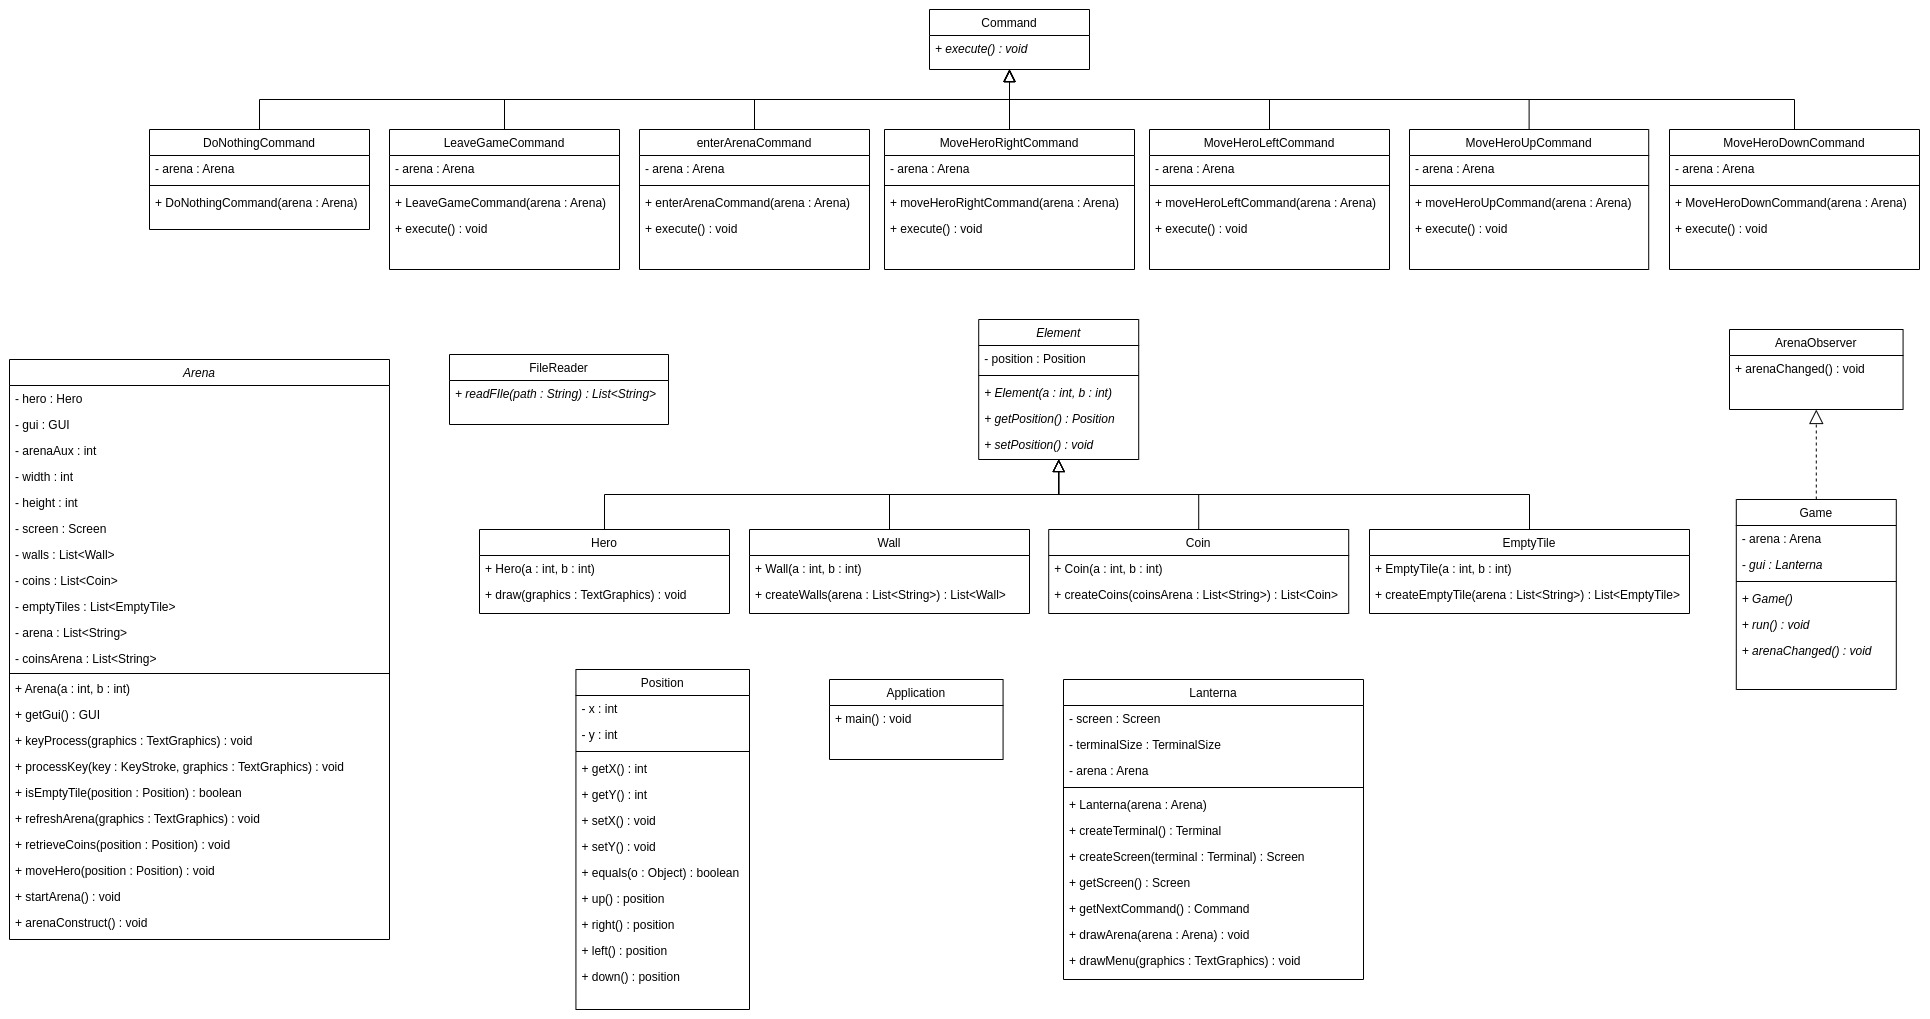 Command
+ execute() : void
DoNothingCommand
- arena : Arena
+ DoNothingCommand(arena : Arena)
LeaveGameCommand
- arena : Arena
+ LeaveGameCommand(arena : Arena)
+ execute() : void
enterArenaCommand
- arena : Arena
+ enterArenaCommand(arena : Arena)
+ execute() : void
MoveHeroRightCommand
- arena : Arena
+ moveHeroRightCommand(arena : Arena)
+ execute() : void
MoveHeroLeftCommand
- arena : Arena
+ moveHeroLeftCommand(arena : Arena)
+ execute() : void
MoveHeroUpCommand
- arena : Arena
+ moveHeroUpCommand(arena : Arena)
+ execute() : void
MoveHeroDownCommand
- arena : Arena
+ MoveHeroDownCommand(arena : Arena)
+ execute() : void
Arena
- hero : Hero
- gui : GUI
- arenaAux : int
- width : int
- height : int
- screen : Screen
- walls : List<Wall>
- coins : List<Coin>
- emptyTiles : List<EmptyTile>
- arena : List<String>
- coinsArena : List<String>
+ Arena(a : int, b : int)
+ getGui() : GUI
+ keyProcess(graphics : TextGraphics) : void
+ processKey(key : KeyStroke, graphics : TextGraphics) : void
+ isEmptyTile(position : Position) : boolean
+ refreshArena(graphics : TextGraphics) : void
+ retrieveCoins(position : Position) : void
+ moveHero(position : Position) : void
+ startArena() : void
+ arenaConstruct() : void
FileReader
+ readFIle(path : String) : List<String>
Element
- position : Position
+ Element(a : int, b : int)
+ getPosition() : Position
+ setPosition() : void
ArenaObserver
+ arenaChanged() : void
Hero
+ Hero(a : int, b : int)
+ draw(graphics : TextGraphics) : void
Wall
+ Wall(a : int, b : int)
+ createWalls(arena : List<String>) : List<Wall>
Coin
+ Coin(a : int, b : int)
+ createCoins(coinsArena : List<String>) : List<Coin>
EmptyTile
+ EmptyTile(a : int, b : int)
+ createEmptyTile(arena : List<String>) : List<EmptyTile>
Game
- arena : Arena
- gui : Lanterna
+ Game()
+ run() : void
+ arenaChanged() : void
Position
- x : int
- y : int
+ getX() : int
+ getY() : int
+ setX() : void
+ setY() : void
+ equals(o : Object) : boolean
+ up() : position
+ right() : position
+ left() : position
+ down() : position
Application
+ main() : void
Lanterna
- screen : Screen
- terminalSize : TerminalSize
- arena : Arena
+ Lanterna(arena : Arena)
+ createTerminal() : Terminal
+ createScreen(terminal : Terminal) : Screen
+ getScreen() : Screen
+ getNextCommand() : Command
+ drawArena(arena : Arena) : void
+ drawMenu(graphics : TextGraphics) : void